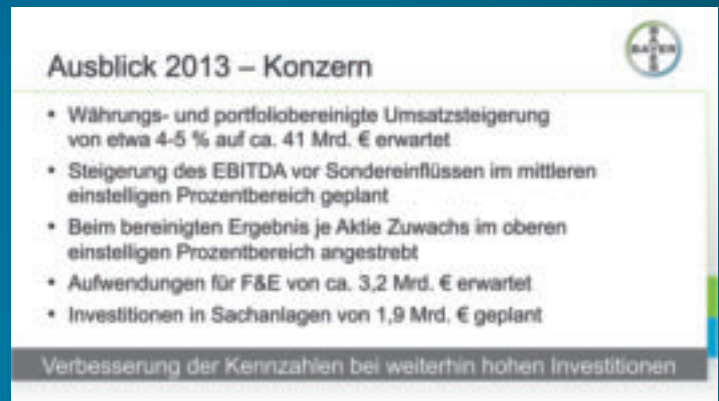 BAYER
Ausblick 2013 – Konzern
• Währungs- und portfoliobereinigte Umsatzsteigerung
von etwa 4-5 % auf ca. 41 Mrd. € erwartet
• Steigerung des EBITDA vor Sondereinflüssen im mittleren
einstelligen Prozentbereich geplant
• Beim bereinigten Ergebnis je Aktie Zuwachs im oberen
einstelligen Prozentbereich angestrebt
• Aufwendungen für F&E von ca. 3,2 Mrd. € erwartet
• Investitionen in Sachanlagen von 1,9 Mrd. € geplant
Verbesserung der Kennzahlen bei weiterhin hohen Investitionen